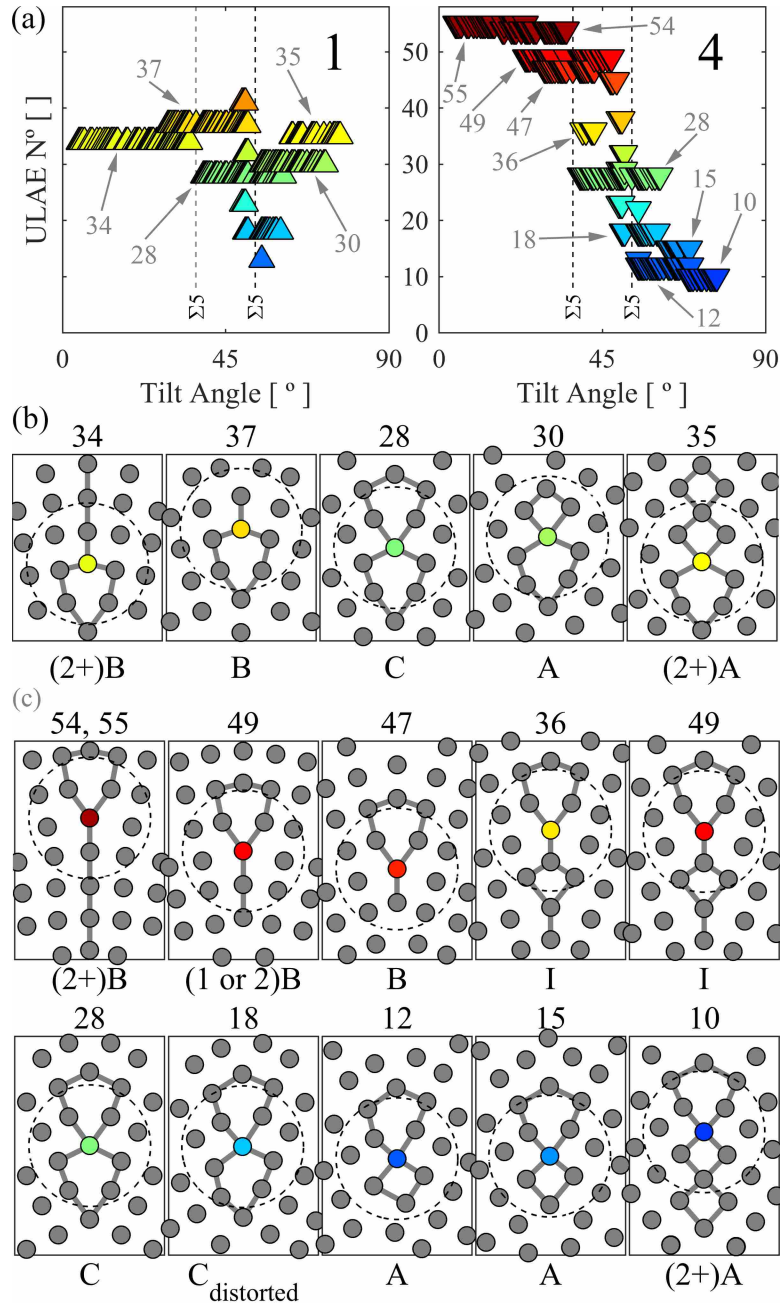 (a)
1
4
ULAE Nº [ ]
50
40
30
20
10
0
37
35
34
28
30
Σ5
Σ5
0
45
90
Tilt Angle [ º ]
54
55
49
47
36
28
15
10
18
12
Σ5
Σ5
0
45
90
Tilt Angle [ º ]
(b)
34
37
28
30
35
(2+)B
B
C
A
(2+)A
(c)
54, 55
49
47
36
49
(2+)B
(1 or 2)B
B
I
I
28
18
12
15
10
C
Cdistorted
A
A
(2+)A